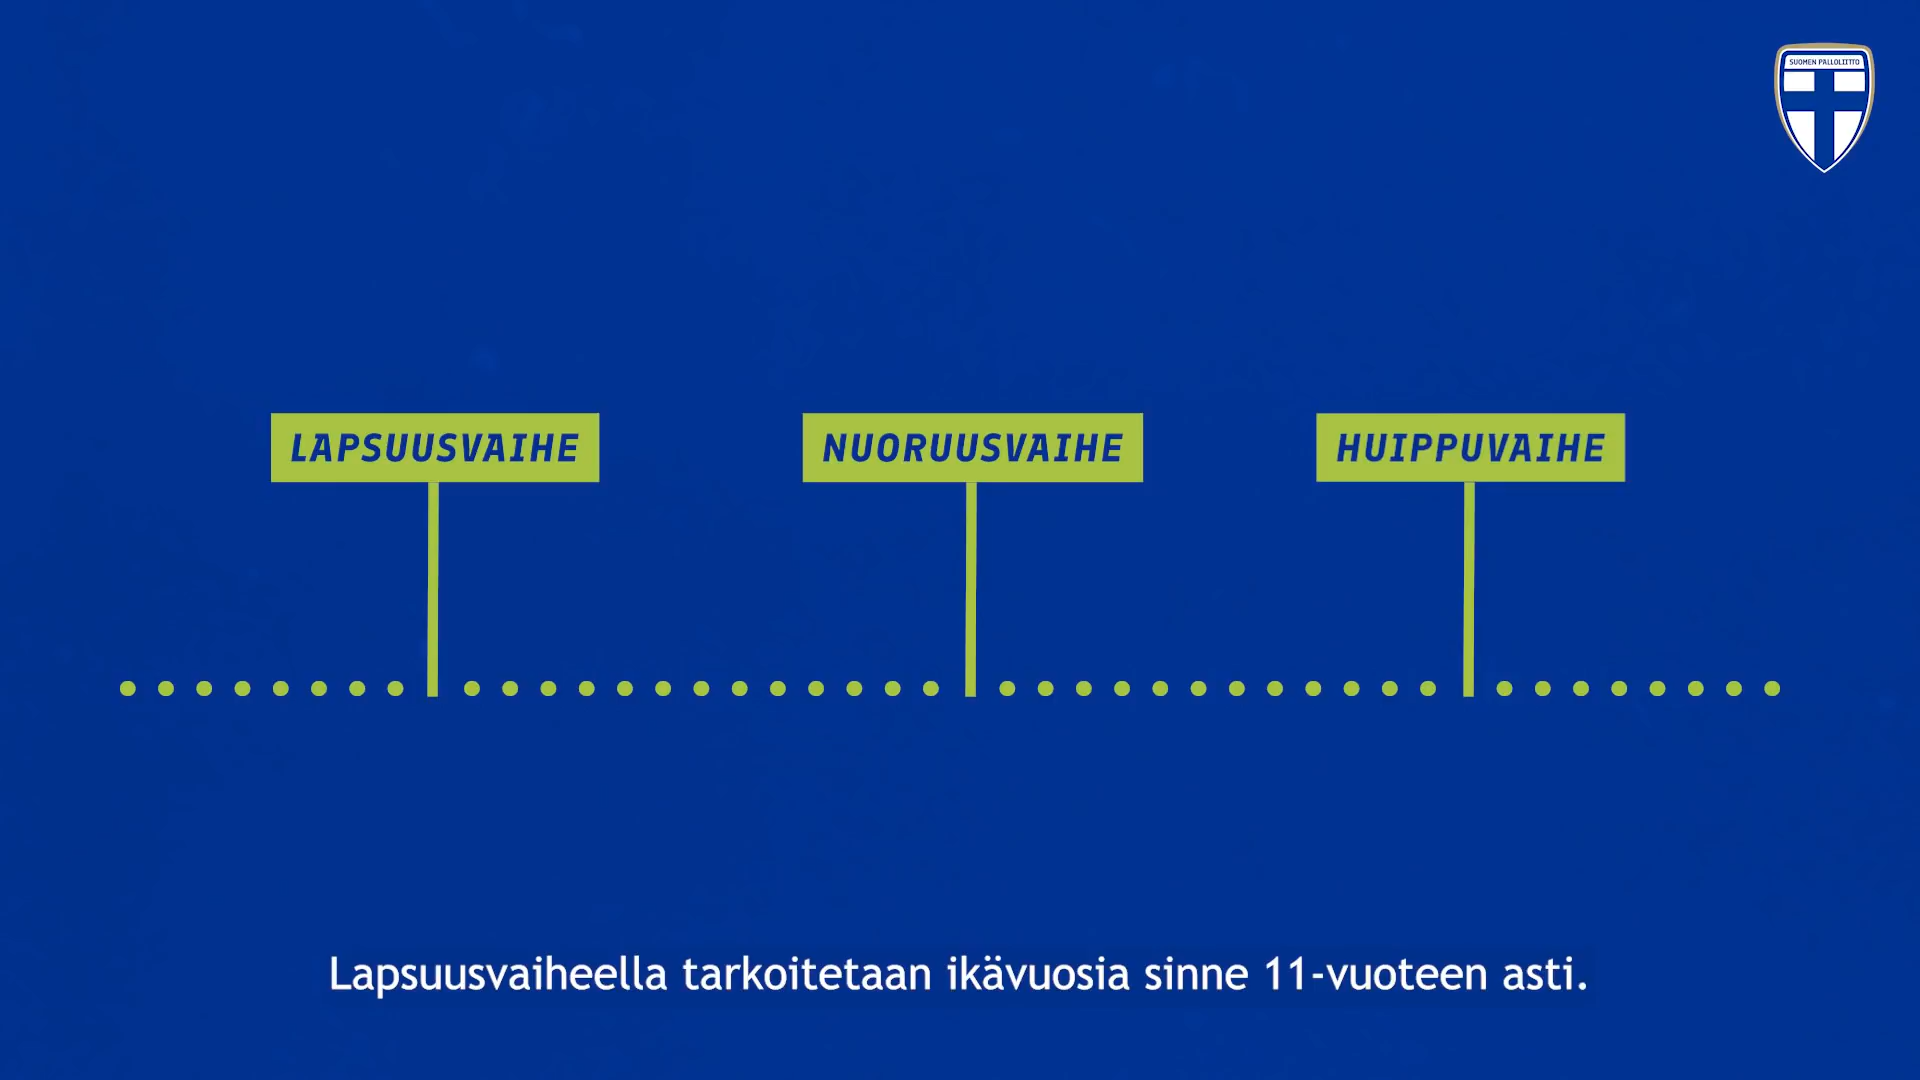 SUOMEN PALLOLIITTO
LAPSUUSVAIHE
NUORUUSVAIHE
HUIPPUVAIHE
Lapsuusvaiheella tarkoitetaan ikävuosia sinne 11-vuoteen asti.